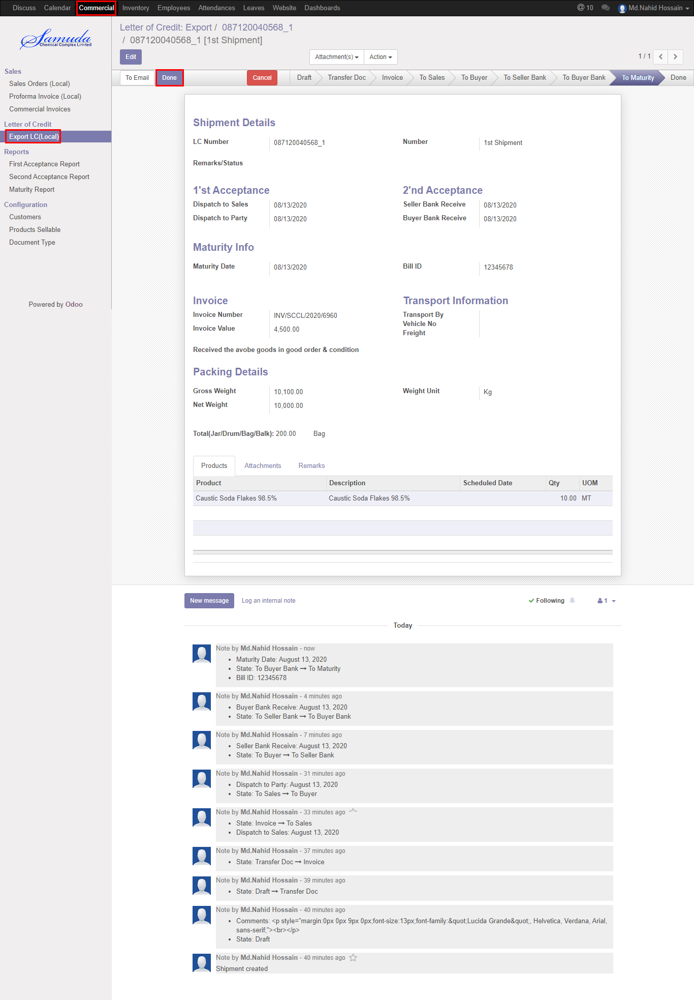 Discuss Calendar Commercial Inventory Employees Attendances Leaves Website Dashboards @ 10 Md.Nahid Hossain
Samuda
Chemical Complex Limited
Sales
Sales Orders (Local)
Proforma Invoice (Local)
Commercial Invoices
Letter of Credit
Export LC(Local)
Reports
First Acceptance Report
Second Acceptance Report
Maturity Report
Configuration
Customers
Products Sellable
Document Type
Powered by Odoo
Letter of Credit: Export / 087120040568_1
/ 087120040568_1 [1st Shipment]
Edit Attachment(s) Action 1 / 1
To Email Done Cancel Draft Transfer Doc Invoice To Sales To Buyer To Seller Bank To Buyer Bank To Maturity Done
Shipment Details
LC Number 087120040568_1 Number 1st Shipment
Remarks/Status
1'st Acceptance 2'nd Acceptance
Dispatch to Sales 08/13/2020 Seller Bank Receive 08/13/2020
Dispatch to Party 08/13/2020 Buyer Bank Receive 08/13/2020
Maturity Info
Maturity Date 08/13/2020 Bill ID 12345678
Invoice Transport Information
Invoice Number INV/SCCL/2020/6960 Transport By
Vehicle No
Invoice Value 4,500.00 Freight
Received the avobe goods in good order & condition
Packing Details
Gross Weight 10,100.00 Weight Unit Kg
Net Weight 10,000.00
Total(Jar/Drum/Bag/Balk): 200.00 Bag
Products Attachments Remarks
Product Description Scheduled Date Qty UOM
Caustic Soda Flakes 98.5% Caustic Soda Flakes 98.5% 10.00 MT
New message Log an internal note Following 1
Today
Note by Md.Nahid Hossain - now
• Maturity Date: August 13, 2020
• State: To Buyer Bank → To Maturity
• Bill ID: 12345678
Note by Md.Nahid Hossain - 4 minutes ago
• Buyer Bank Receive: August 13, 2020
• State: To Seller Bank → To Buyer Bank
Note by Md.Nahid Hossain - 7 minutes ago
• Seller Bank Receive: August 13, 2020
• State: To Buyer → To Seller Bank
Note by Md.Nahid Hossain - 31 minutes ago
• Dispatch to Party: August 13, 2020
• State: To Sales → To Buyer
Note by Md.Nahid Hossain - 33 minutes ago
• State: Invoice → To Sales
• Dispatch to Sales: August 13, 2020
Note by Md.Nahid Hossain - 37 minutes ago
• State: Transfer Doc → Invoice
Note by Md.Nahid Hossain - 39 minutes ago
• State: Draft → Transfer Doc
Note by Md.Nahid Hossain - 40 minutes ago
• Comments: <p style="margin:0px 0px 9px 0px;font-size:13px;font-family:&quot;Lucida Grande&quot;, Helvetica, Verdana, Arial,
sans-serif;"><br></p>
• State: Draft
Note by Md.Nahid Hossain - 40 minutes ago
Shipment created